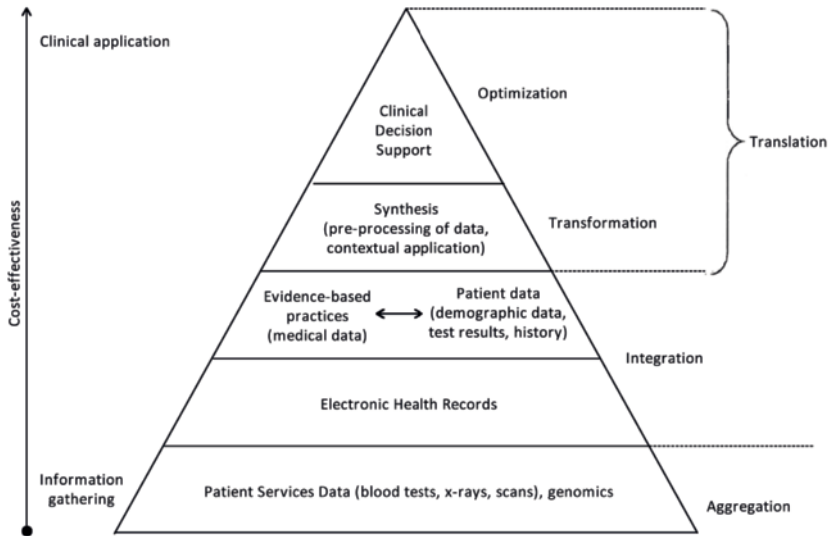 Clinical application
Clinical
Decision
Support
Optimization
Translation
Synthesis
(pre-processing of data,
contextual application)
Transformation
Cost-effectiveness
Evidence-based
practices
(medical data)
Patient data
(demographic data,
test results, history)
Integration
Electronic Health Records
Information
gathering
Patient Services Data (blood tests, x-rays, scans), genomics
Aggregation